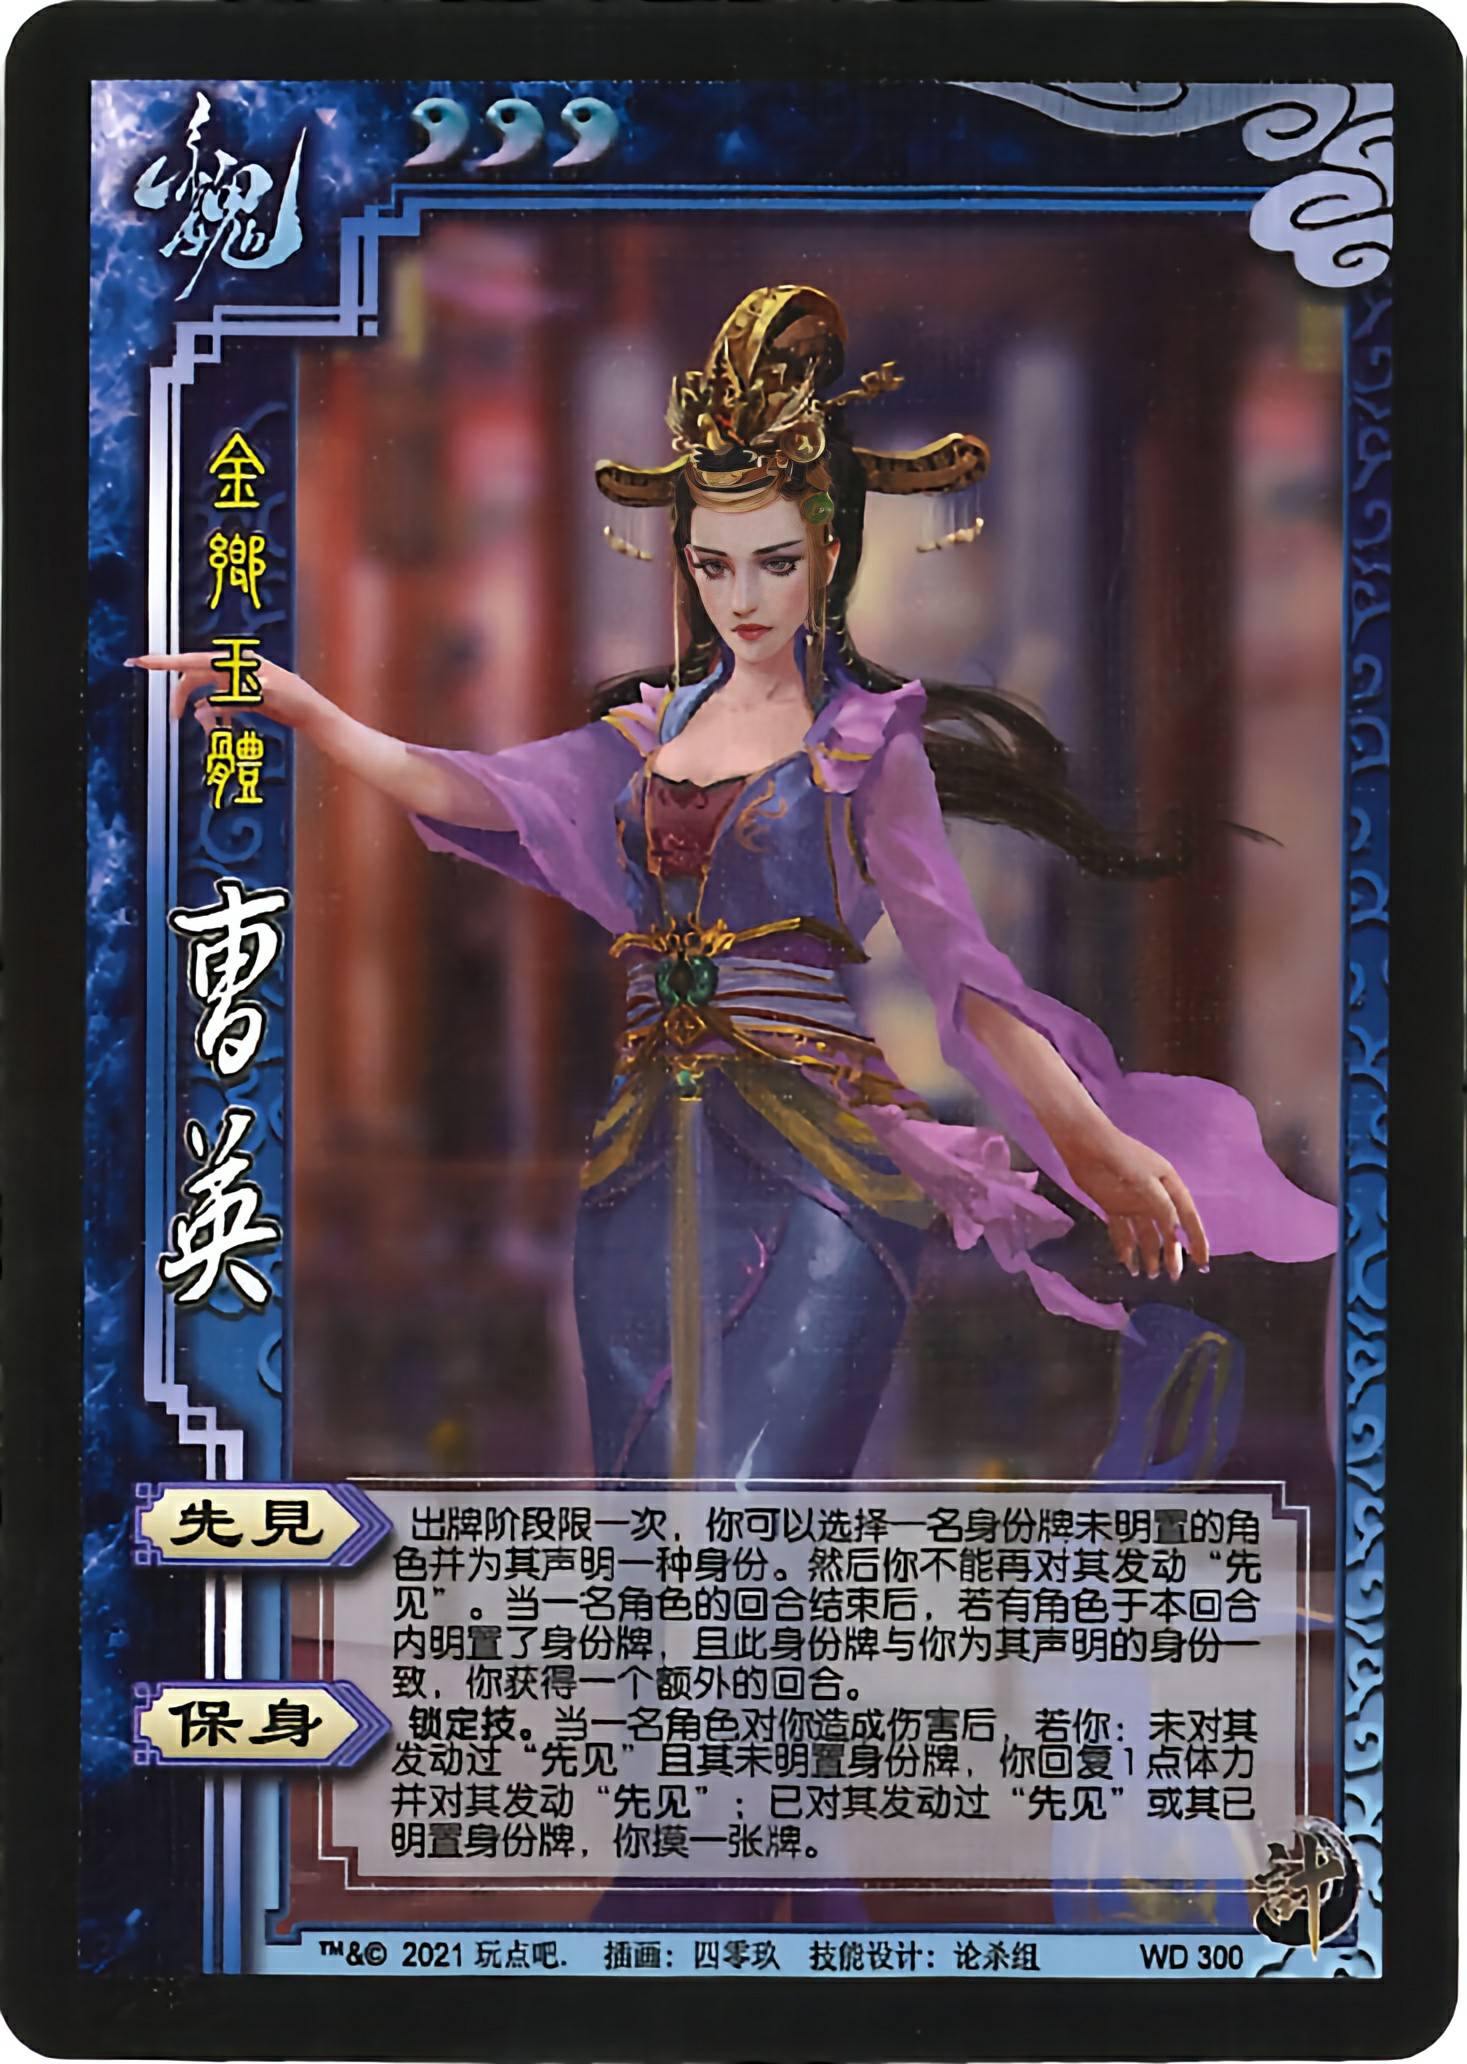 魏
金鄉玉體
曹英
先見
出牌阶段限一次，你可以选择一名身份牌未明置的角
色并为其声明一种身份。然后你不能再对其发动“先
见”。当一名角色的回合结束后，若有角色于本回合
内明置了身份牌，且此身份牌与你为其声明的身份一
致，你获得一个额外的回合。
保身
锁定技。当一名角色对你造成伤害后，若你：未对其
发动过“先见”且其未明置身份牌，你回复1点体力
并对其发动“先见”；已对其发动过“先见”或其已
明置身份牌，你摸一张牌。
計
™&© 2021 玩点吧. 插画：四零玖 技能设计：论杀组 WD 300